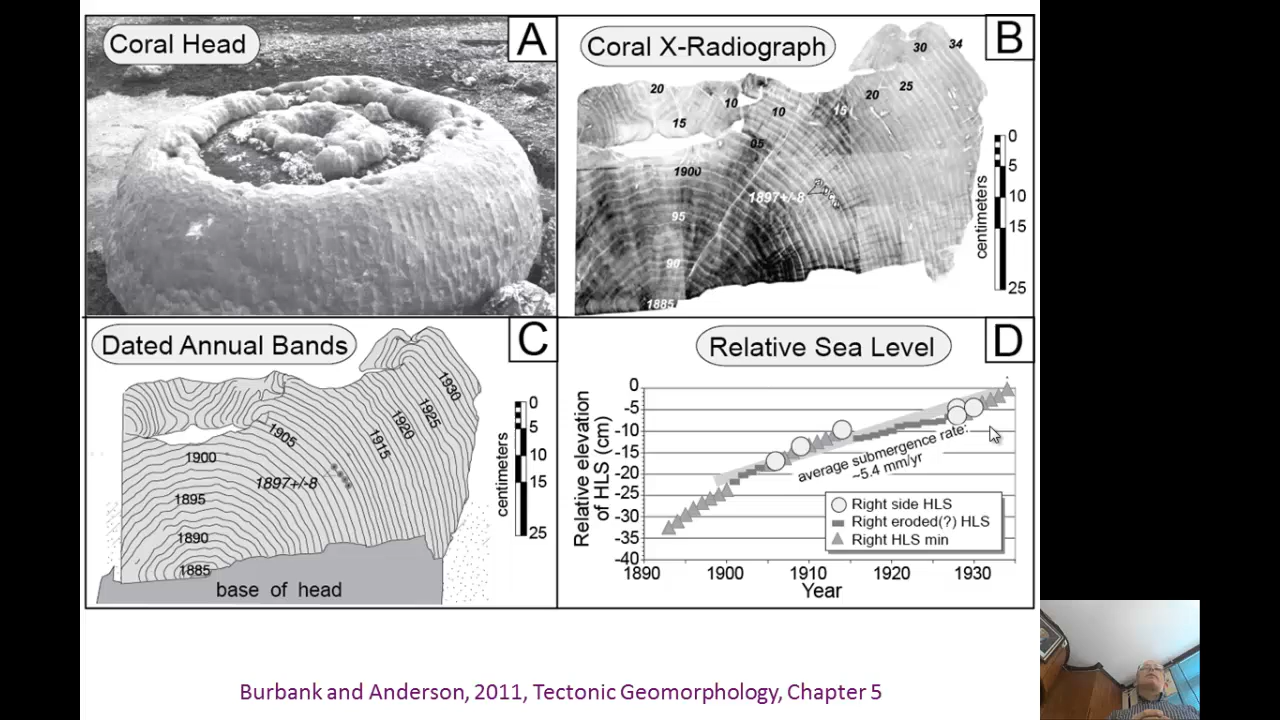 Coral Head
A
Coral X-Radiograph
B
20
10
15
1900
95
90
1885
05
10
15
20
25
30
34
1897+/-8
0
5
10
15
25
centimeters
Dated Annual Bands
C
1900
1895
1890
1885
1905
1915
1920
1925
1930
1897+/-8
base of head
0
5
10
15
25
centimeters
Relative Sea Level
D
Relative elevation
of HLS (cm)
0
-5
-10
-15
-20
-25
-30
-35
-40
average submergence rate:
~5.4 mm/yr
Right side HLS
Right eroded(?) HLS
Right HLS min
1890 1900 1910 1920 1930
Year
Burbank and Anderson, 2011, Tectonic Geomorphology, Chapter 5